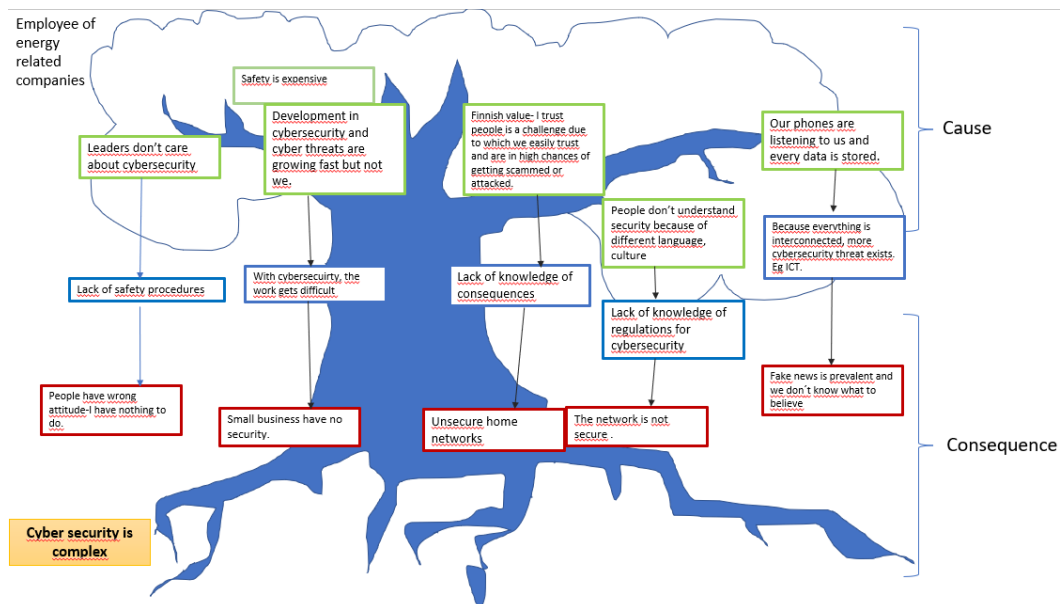 Employee of
energy
related
companies
Safety is expensive
Development in
cybersecurity and
cyber threats are
growing fast but not
we.
Finnish value- I trust
people is a challenge due
to which we easily trust
and are in high chances of
getting scammed or
attacked.
Our phones are
listening to us and
every data is stored.
Cause
Leaders don't care
about cybersecurity
People don't understand
security because of
different language,
culture
Because everything is
interconnected, more
cybersecurity threat exists.
Eg ICT.
Lack of safety procedures
With cybersecuirty, the
work gets difficult
Lack of knowledge of
consequences
Lack of knowledge of
regulations for
cybersecurity
People have wrong
attitude-I have nothing to
do.
Small business have no
security.
Unsecure home
networks
The network is not
secure .
Fake news is prevalent and
we don´t know what to
believe
Consequence
Cyber security is
complex